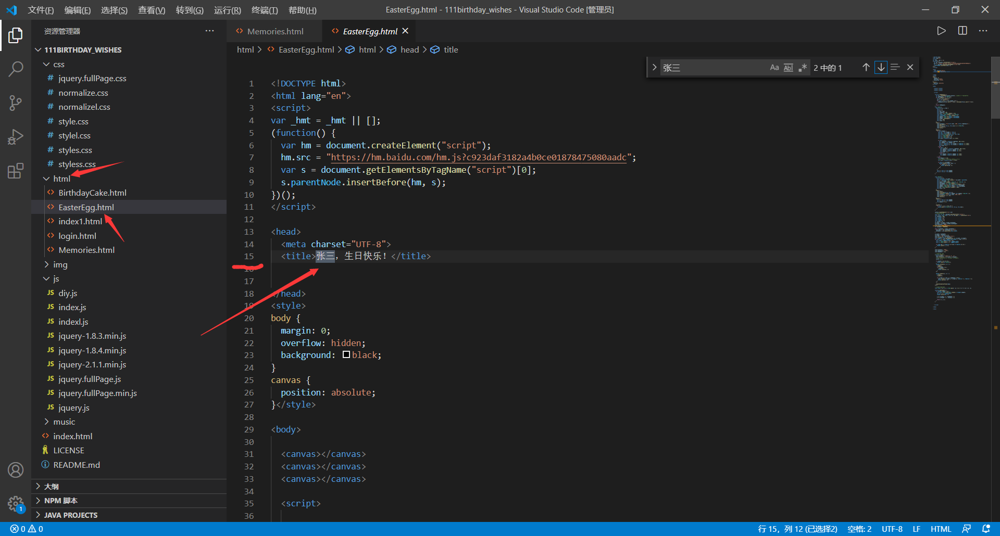 文件(F) 编辑(E) 选择(S) 查看(V) 转到(G) 运行(R) 终端(T) 帮助(H) EasterEgg.html - 111birthday_wishes - Visual Studio Code [管理员]
资源管理器
111BIRTHDAY_WISHES
css
jquery.fullPage.css
normalize.css
normalizel.css
style.css
stylel.css
styles.css
styless.css
html
BirthdayCake.html
EasterEgg.html
index1.html
login.html
Memories.html
img
js
JS diy.js
JS index.js
JS indexl.js
JS jquery-1.8.3.min.js
JS jquery-1.8.4.min.js
JS jquery-2.1.1.min.js
JS jquery.fullPage.js
JS jquery.fullPage.min.js
JS jquery.js
music
index.html
LICENSE
README.md
大纲
NPM 脚本
JAVA PROJECTS
1
Memories.html EasterEgg.html
html > EasterEgg.html > html > head > title
张三 Aa Abl .* 2 中的 1
1 <!DOCTYPE html>
2 <html lang="en">
3 <script>
4 var _hmt = _hmt || [];
5 (function() {
6 var hm = document.createElement("script");
7 hm.src = "https://hm.baidu.com/hm.js?c923daf3182a4b0ce01878475080aadc";
8 var s = document.getElementsByTagName("script")[0];
9 s.parentNode.insertBefore(hm, s);
10 })();
11 </script>
12
13 <head>
14 <meta charset="UTF-8">
15 <title>张三，生日快乐！</title>
16
17
18 </head>
19 <style>
20 body {
21 margin: 0;
22 overflow: hidden;
23 background: black;
24 }
25 canvas {
26 position: absolute;
27 }</style>
28
29 <body>
30
31 <canvas></canvas>
32 <canvas></canvas>
33 <canvas></canvas>
34
35 <script>
36
0 0 行 15，列 12 (已选择2) 空格: 2 UTF-8 LF HTML